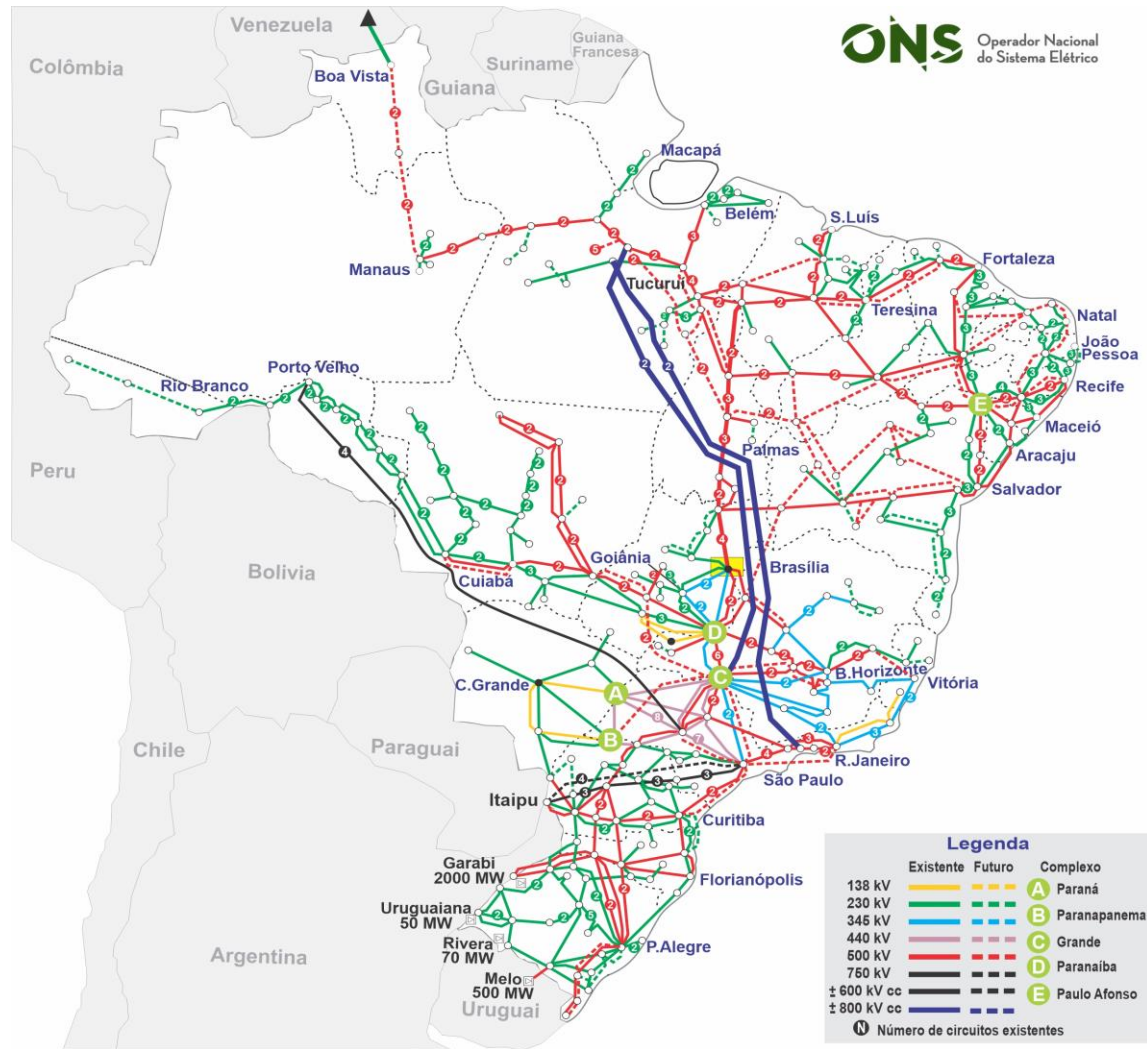 Venezuela
Colômbia
Guiana
Francesa
Suriname
Guiana
ONS
Operador Nacional
do Sistema Elétrico
Boa Vista
Macapá
Belém
S.Luís
Fortaleza
Manaus
Tucuruí
Teresina
Natal
João
Pessoa
Recife
Maceió
Aracaju
Salvador
Porto Velho
Rio Branco
Palmas
Peru
Bolivia
Cuiabá
Goiânia
Brasília
E
D
C
A
B
B.Horizonte
Vitória
C.Grande
Paraguai
Chile
R.Janeiro
São Paulo
Itaipu
Curitiba
Garabi
2000 MW
Florianópolis
Uruguaiana
50 MW
Rivera
70 MW
P.Alegre
Melo
500 MW
Argentina
Uruguai
Legenda
Existente Futuro Complexo
138 kV
230 kV
345 kV
440 kV
500 kV
750 kV
± 600 kV cc
± 800 kV cc
A Paraná
B Paranapanema
C Grande
D Paranaíba
E Paulo Afonso
N Número de circuitos existentes